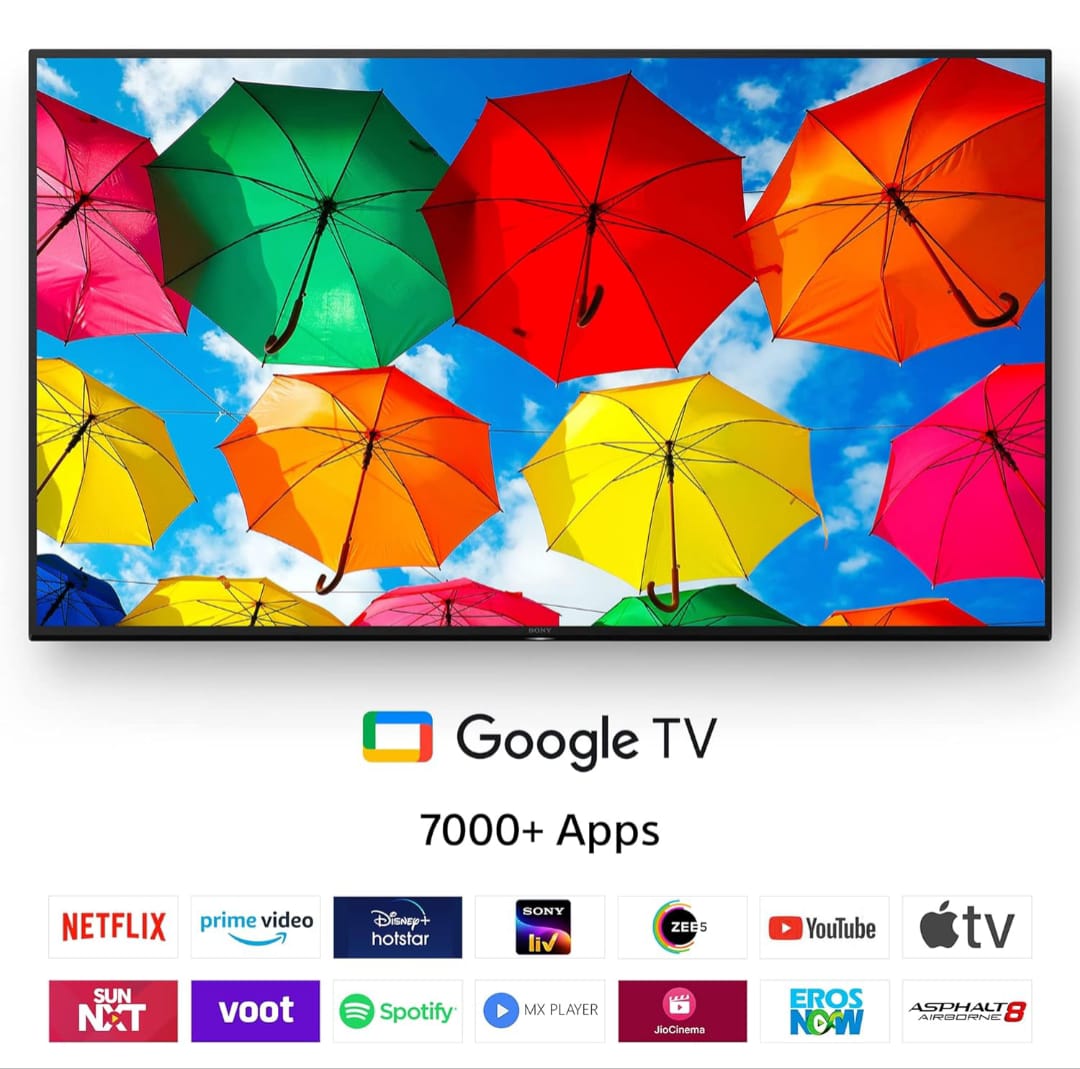 SONY
Google TV
7000+ Apps
NETFLIX
prime video
Disney+
hotstar
SONY
liv
ZEE5
YouTube
tv
SUN
NXT
voot
Spotify
MX PLAYER
JioCinema
EROS
NOW
ASPHALT 8
AIRBORNE